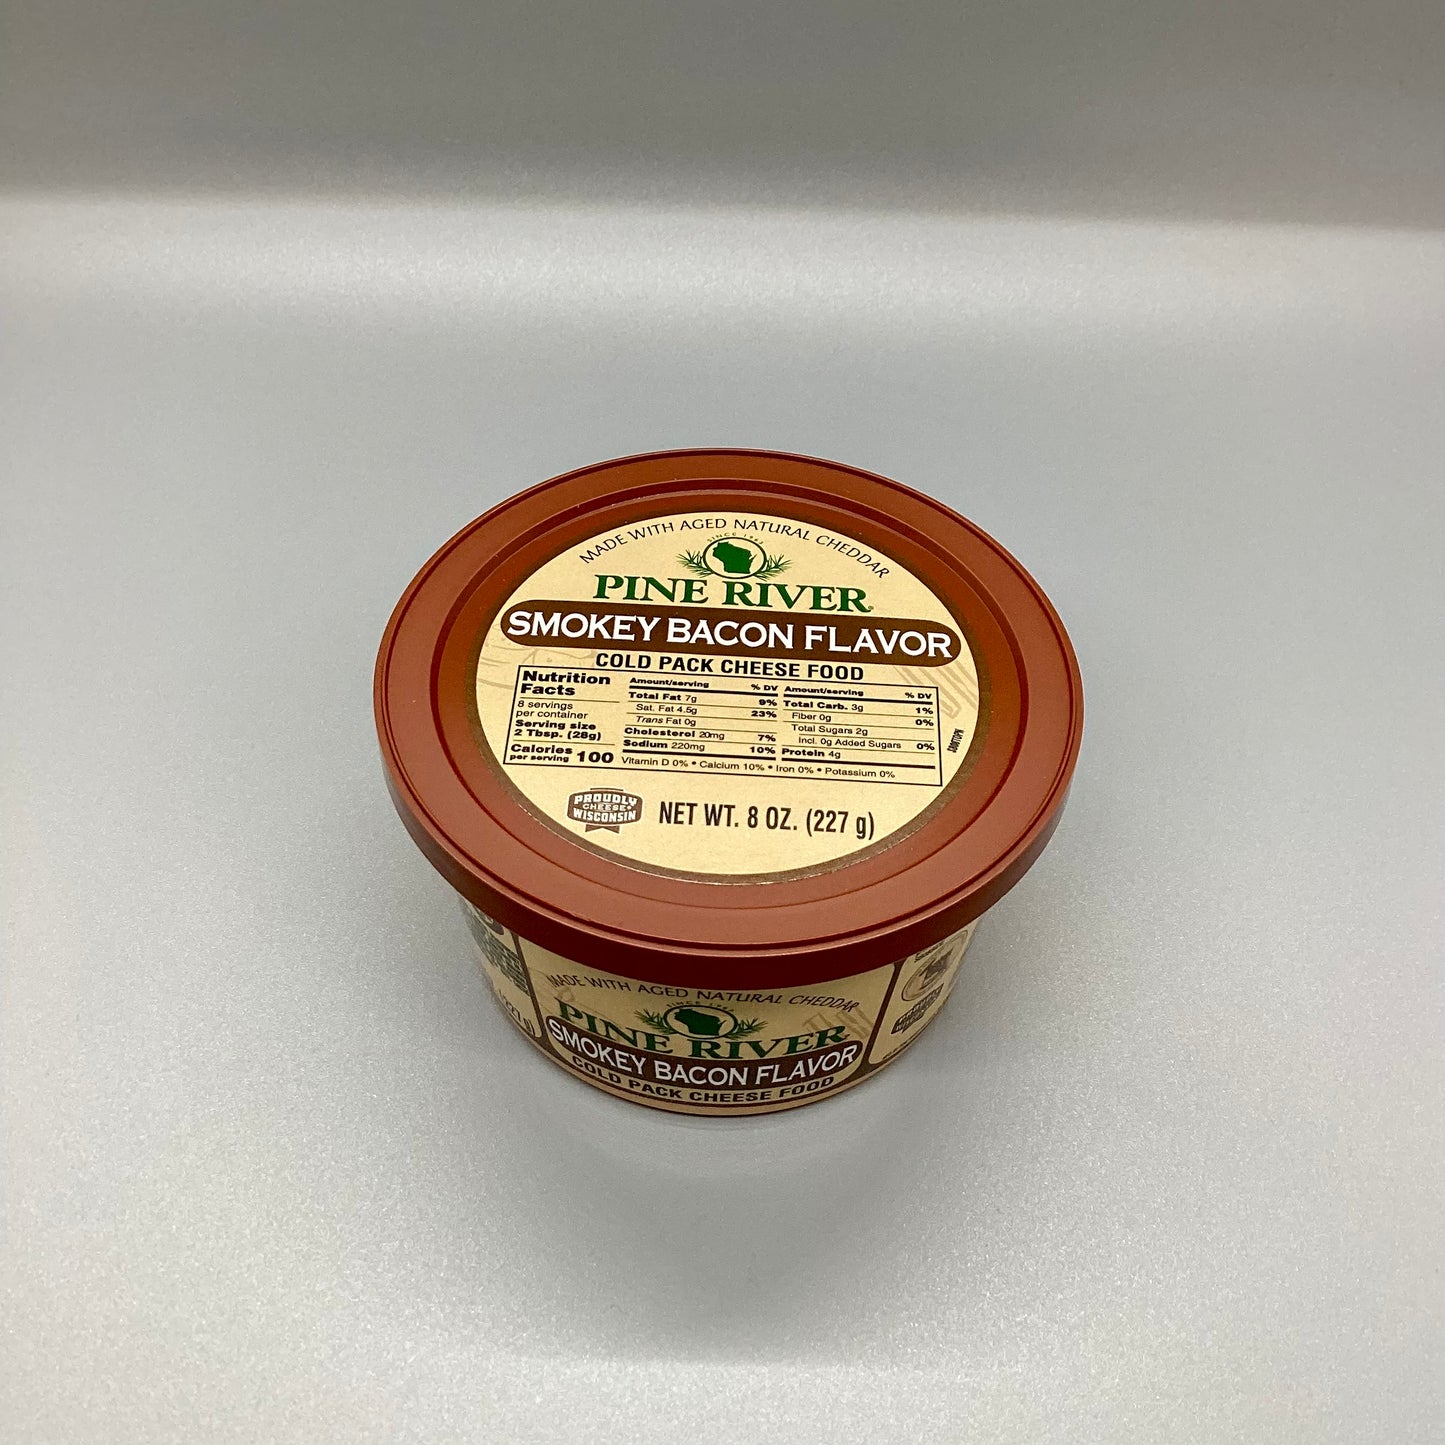 MADE WITH AGED NATURAL CHEDDAR
PINE RIVER
SMOKEY BACON FLAVOR
COLD PACK CHEESE FOOD
Nutrition
Facts
8 servings
per container
Serving size
2 Tbsp. (28g)
Calories
per serving 100
Amount/serving % DV
Total Fat 7g 9%
Sat. Fat 4.5g 23%
Trans Fat 0g
Cholesterol 20mg 7%
Sodium 220mg 10%
Amount/serving % DV
Total Carb. 3g 1%
Fiber 0g 0%
Total Sugars 2g
Incl. 0g Added Sugars 0%
Protein 4g
Vitamin D 0% • Calcium 10% • Iron 0% • Potassium 0%
PROUDLY
CHEESE
WISCONSIN
NET WT. 8 OZ. (227 g)
(227 g)
MADE WITH AGED NATURAL CHEDDAR
PINE RIVER
SMOKEY BACON FLAVOR
COLD PACK CHEESE FOOD